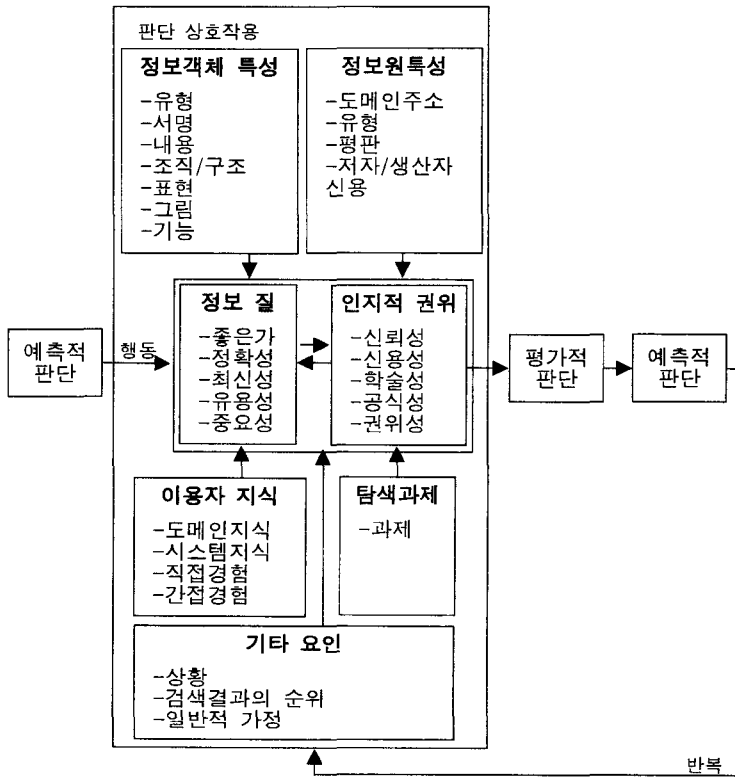 판단 상호작용
정보객체 특성
-유형
-서명
-내용
-조직/구조
-표현
-그림
-기능
정보원특성
-도메인주소
-유형
-평판
-저자/생산자
신용
예측적
판단
행동
정보 질
-좋은가
-정확성
-최신성
-유용성
-중요성
인지적 권위
-신뢰성
-신용성
-학술성
-공식성
-권위성
평가적
판단
예측적
판단
이용자 지식
-도메인지식
-시스템지식
-직접경험
-간접경험
탐색과제
-과제
기타 요인
-상황
-검색결과의 순위
-일반적 가정
반복